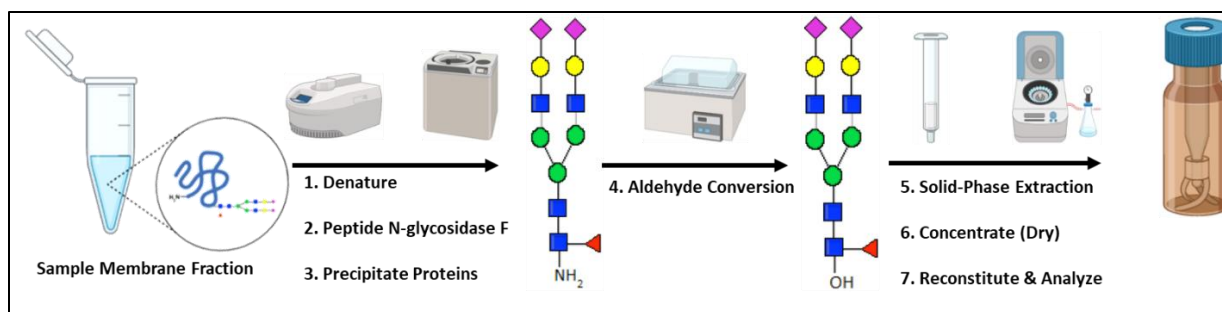 H₂N
Sample Membrane Fraction
1. Denature
2. Peptide N-glycosidase F
3. Precipitate Proteins
NH₂
4. Aldehyde Conversion
OH
5. Solid-Phase Extraction
6. Concentrate (Dry)
7. Reconstitute & Analyze